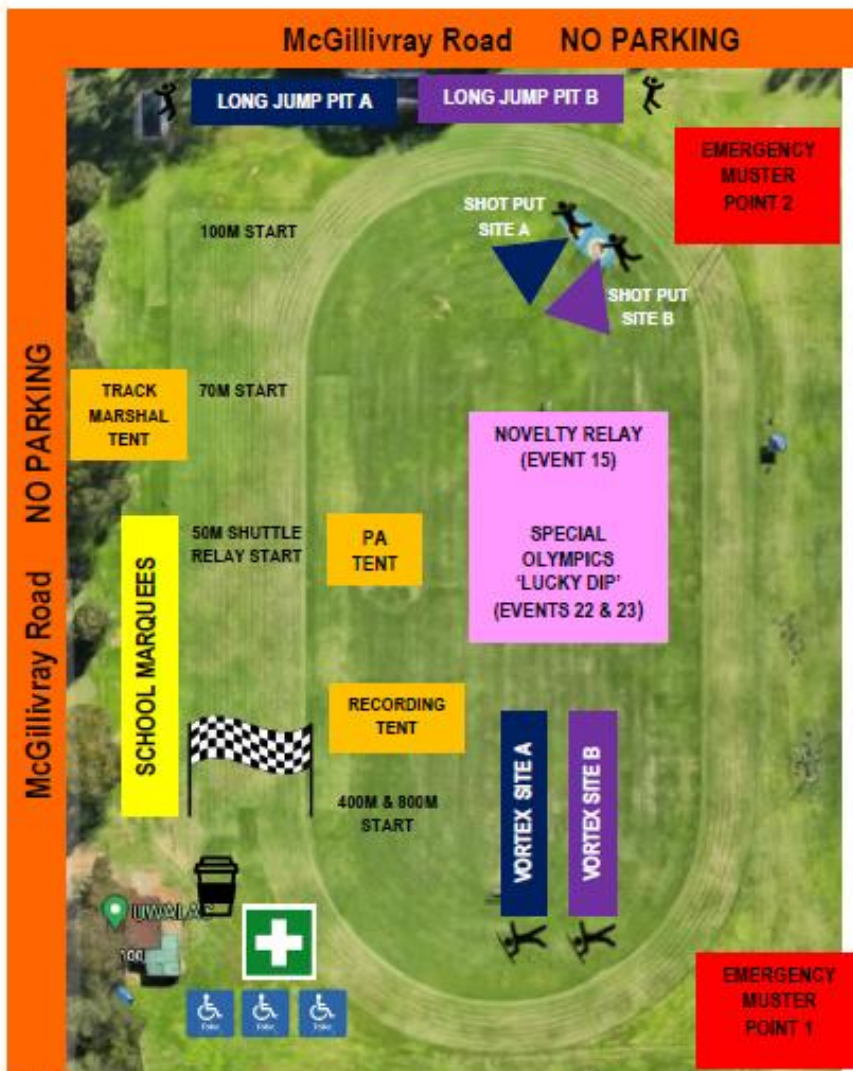 McGillivray Road NO PARKING
LONG JUMP PIT A
LONG JUMP PIT B
EMERGENCY
MUSTER
POINT 2
SHOT PUT
SITE A
100M START
SHOT PUT
SITE B
McGillivray Road NO PARKING
TRACK
MARSHAL
TENT
70M START
NOVELTY RELAY
(EVENT 15)
SPECIAL
OLYMPICS
‘LUCKY DIP’
(EVENTS 22 & 23)
SCHOOL MARQUEES
50M SHUTTLE
RELAY START
PA
TENT
RECORDING
TENT
400M & 800M
START
VORTEX SITE A
VORTEX SITE B
100
EMERGENCY
MUSTER
POINT 1